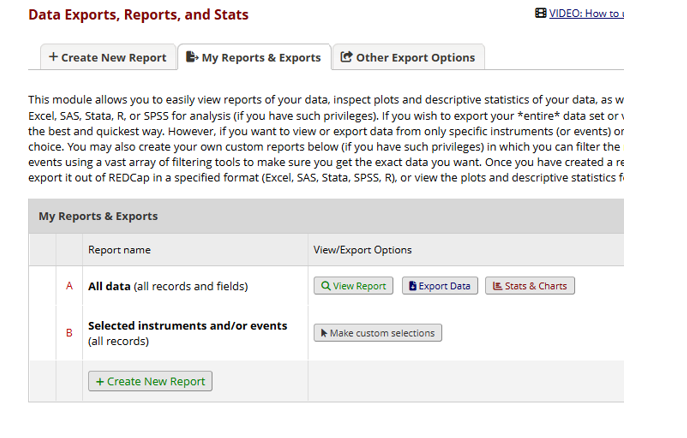 Data Exports, Reports, and Stats
VIDEO: How to
+ Create New Report
My Reports & Exports
Other Export Options
This module allows you to easily view reports of your data, inspect plots and descriptive statistics of your data, as w
Excel, SAS, Stata, R, or SPSS for analysis (if you have such privileges). If you wish to export your *entire* data set or
the best and quickest way. However, if you want to view or export data from only specific instruments (or events) or
choice. You may also create your own custom reports below (if you have such privileges) in which you can filter the
events using a vast array of filtering tools to make sure you get the exact data you want. Once you have created a re
export it out of REDCap in a specified format (Excel, SAS, Stata, SPSS, R), or view the plots and descriptive statistics
My Reports & Exports
Report name
View/Export Options
A
All data (all records and fields)
View Report
Export Data
Stats & Charts
B
Selected instruments and/or events
(all records)
Make custom selections
+ Create New Report